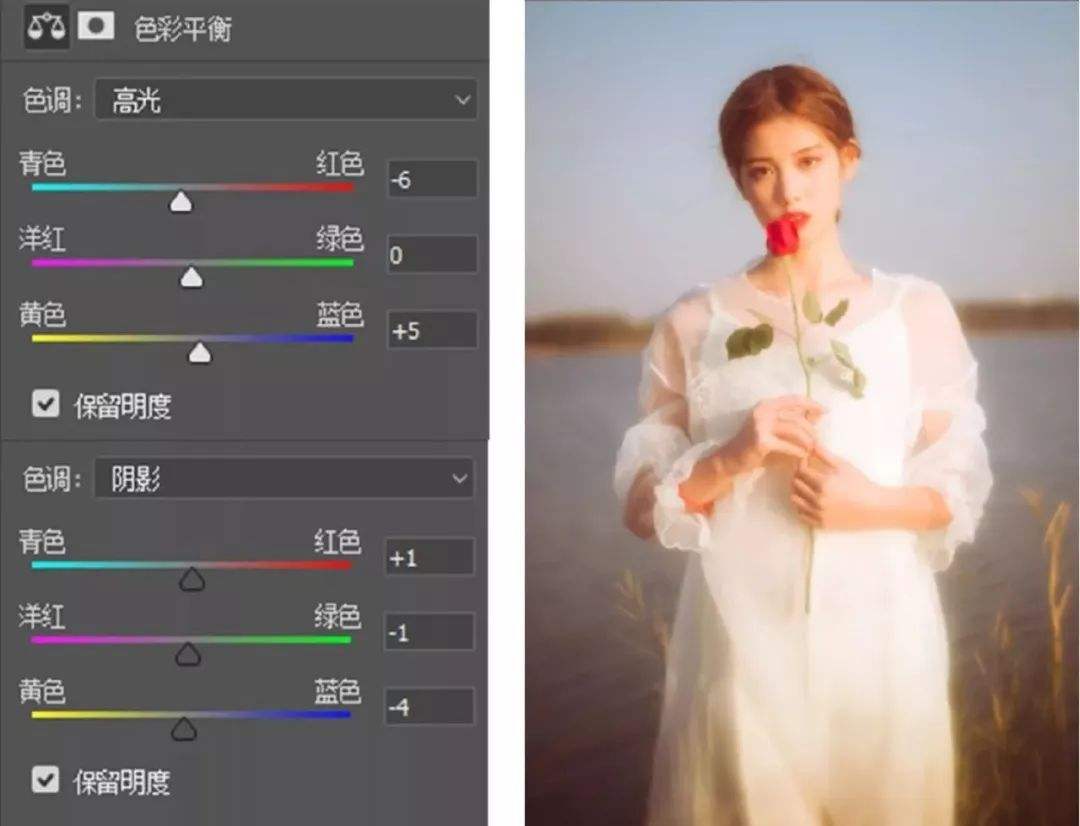 色彩平衡
色调: 高光
青色 红色 -6
洋红 绿色 0
黄色 蓝色 +5
保留明度
色调: 阴影
青色 红色 +1
洋红 绿色 -1
黄色 蓝色 -4
保留明度